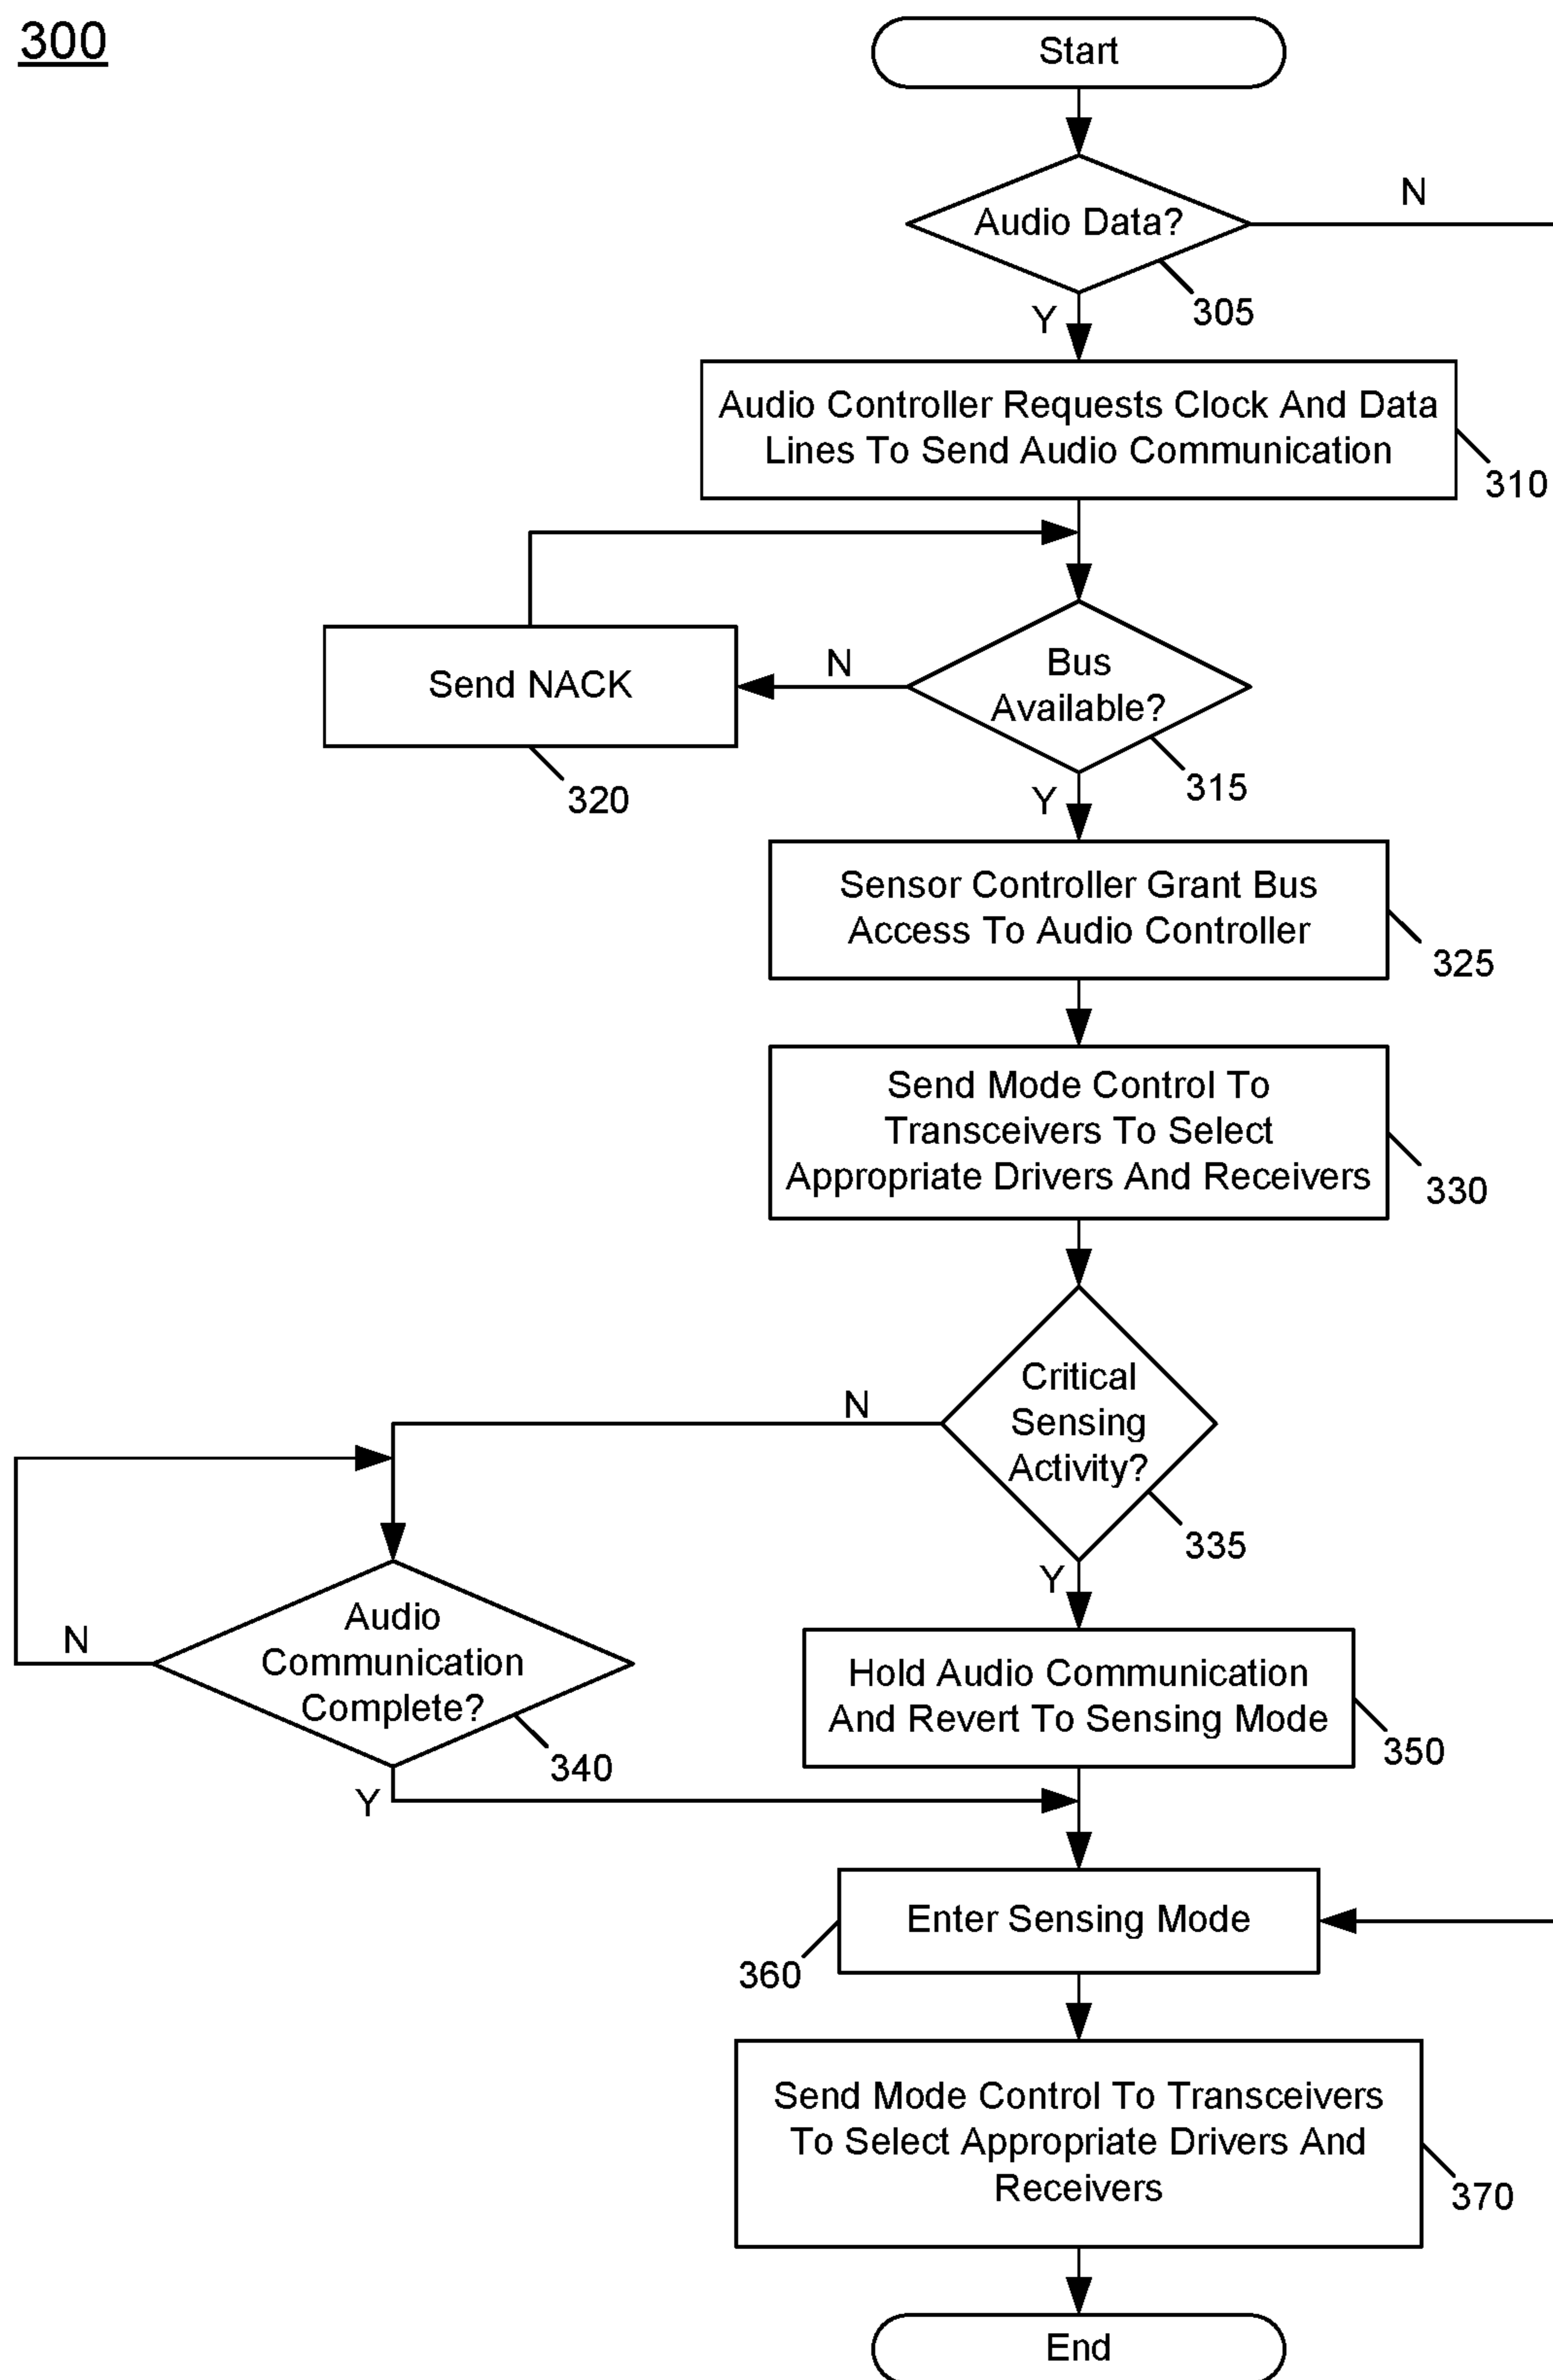 300
Start
Audio Data?
N
305
Y
Audio Controller Requests Clock And Data
Lines To Send Audio Communication
310
Send NACK
320
N
Bus
Available?
315
Y
Sensor Controller Grant Bus
Access To Audio Controller
325
Send Mode Control To
Transceivers To Select
Appropriate Drivers And Receivers
330
Critical
Sensing
Activity?
335
N
Y
Audio
Communication
Complete?
340
N
Y
Hold Audio Communication
And Revert To Sensing Mode
350
Enter Sensing Mode
360
Send Mode Control To Transceivers
To Select Appropriate Drivers And
Receivers
370
End